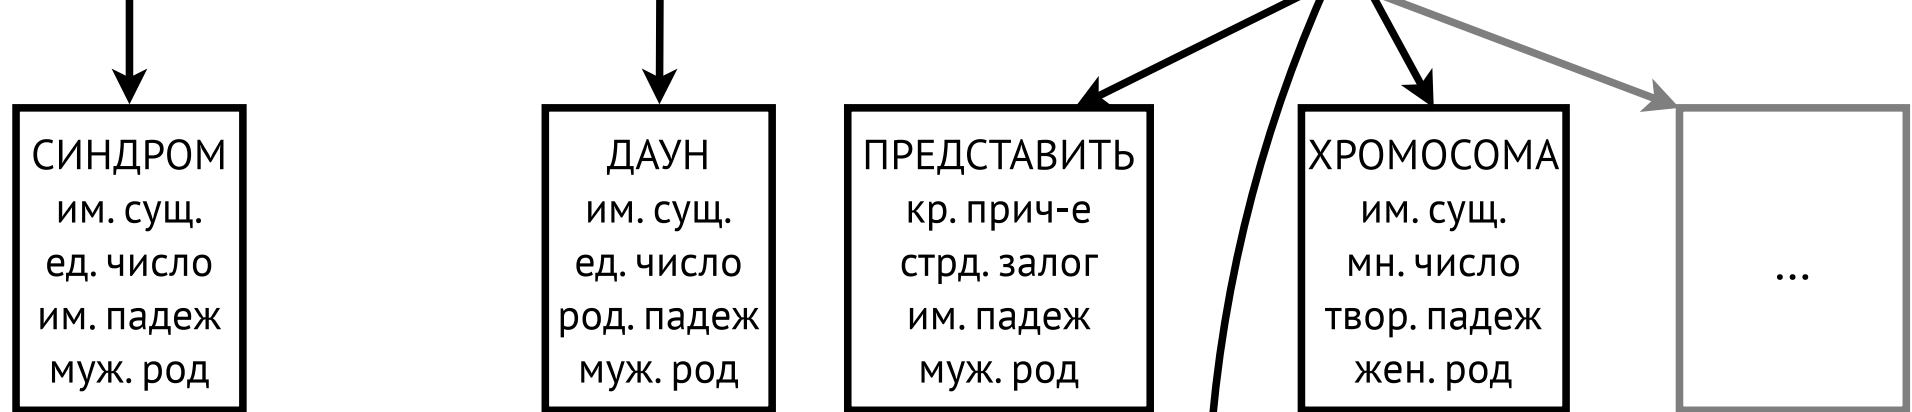 СИНДРОМ
им. сущ.
ед. число
им. падеж
муж. род
ДАУН
им. сущ.
ед. число
род. падеж
муж. род
ПРЕДСТАВИТЬ
кр. прич-е
стрд. залог
им. падеж
муж. род
ХРОМОСОМА
им. сущ.
мн. число
твор. падеж
жен. род
...